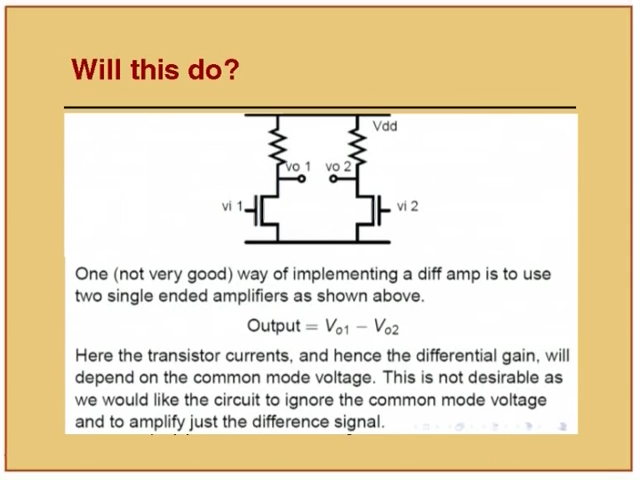 Will this do?
Vdd
vo 1 vo 2
vi 1 vi 2
One (not very good) way of implementing a diff amp is to use
two single ended amplifiers as shown above.
Output = Vo1 − Vo2
Here the transistor currents, and hence the differential gain, will
depend on the common mode voltage. This is not desirable as
we would like the circuit to ignore the common mode voltage
and to amplify just the difference signal.